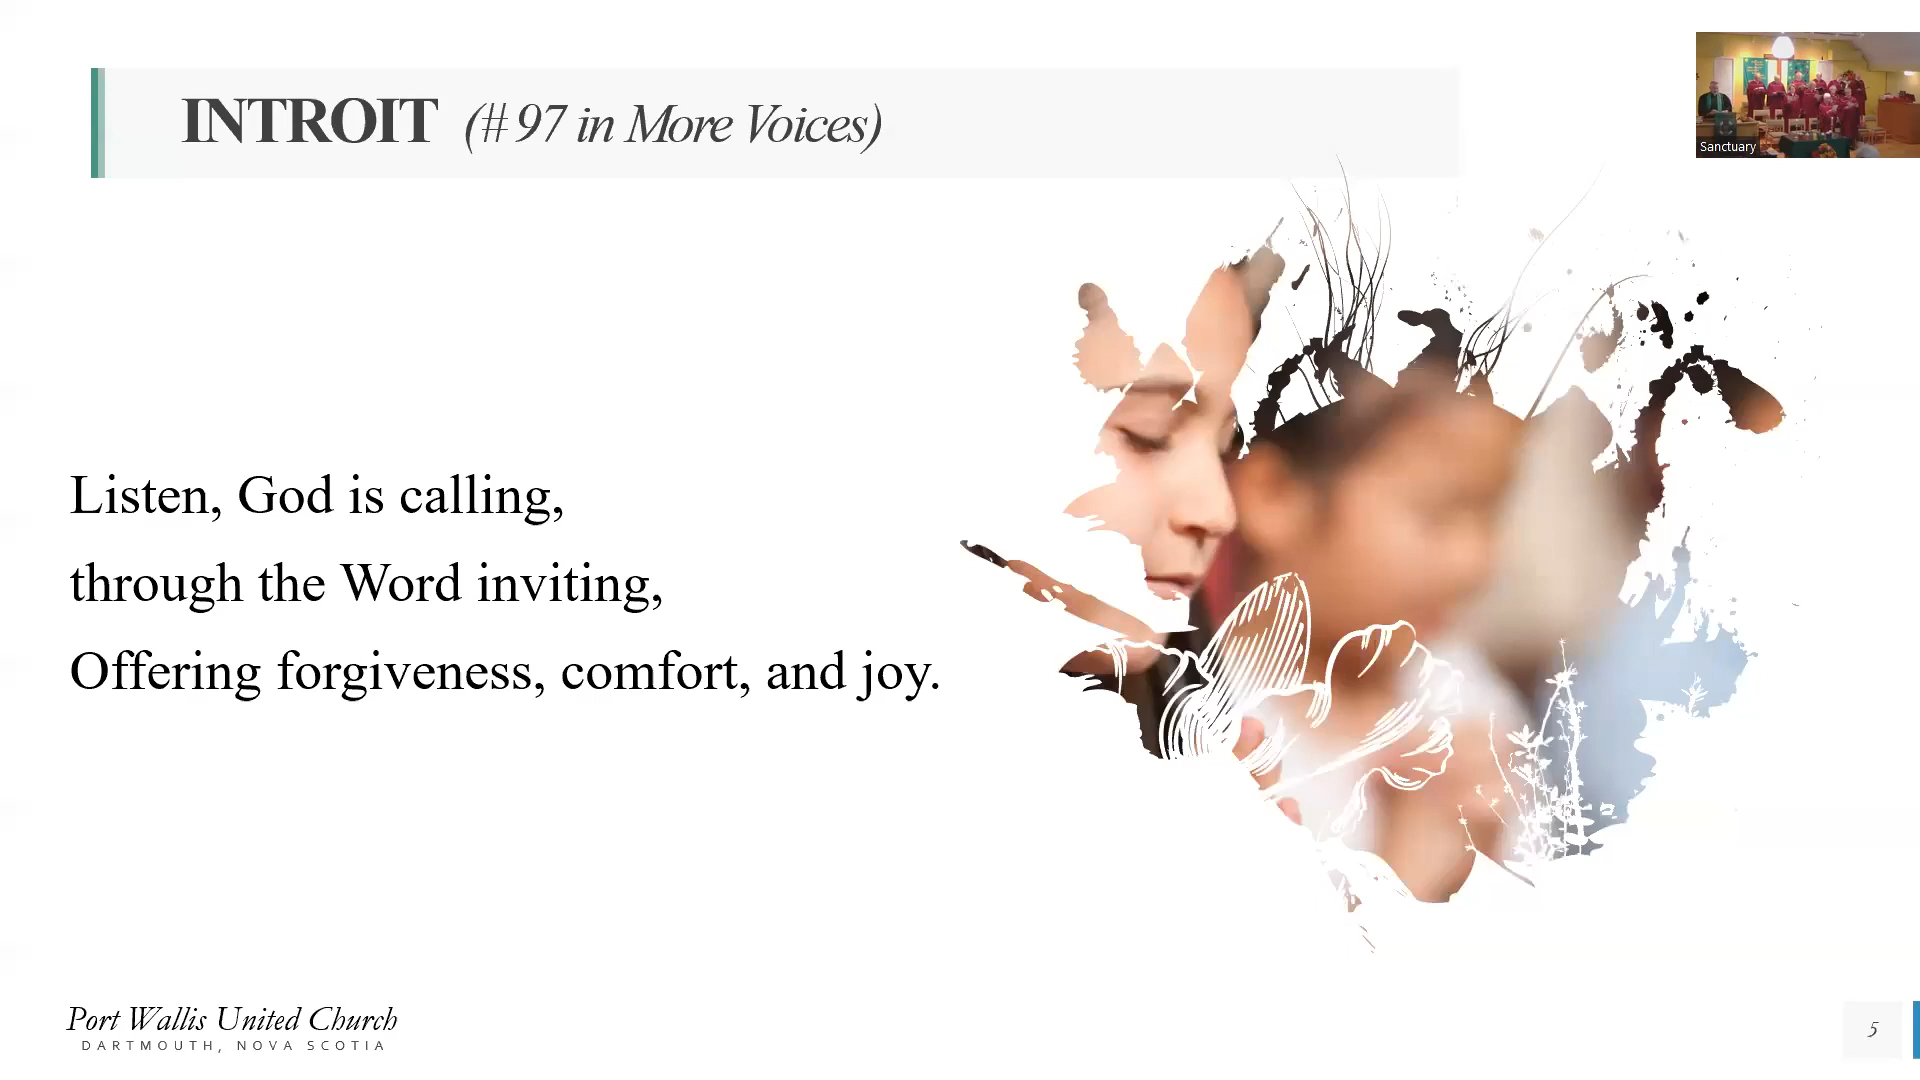 INTROIT (#97 in More Voices)
Sanctuary
Listen, God is calling,
through the Word inviting,
Offering forgiveness, comfort, and joy.
Port Wallis United Church
DARTMOUTH, NOVA SCOTIA
5